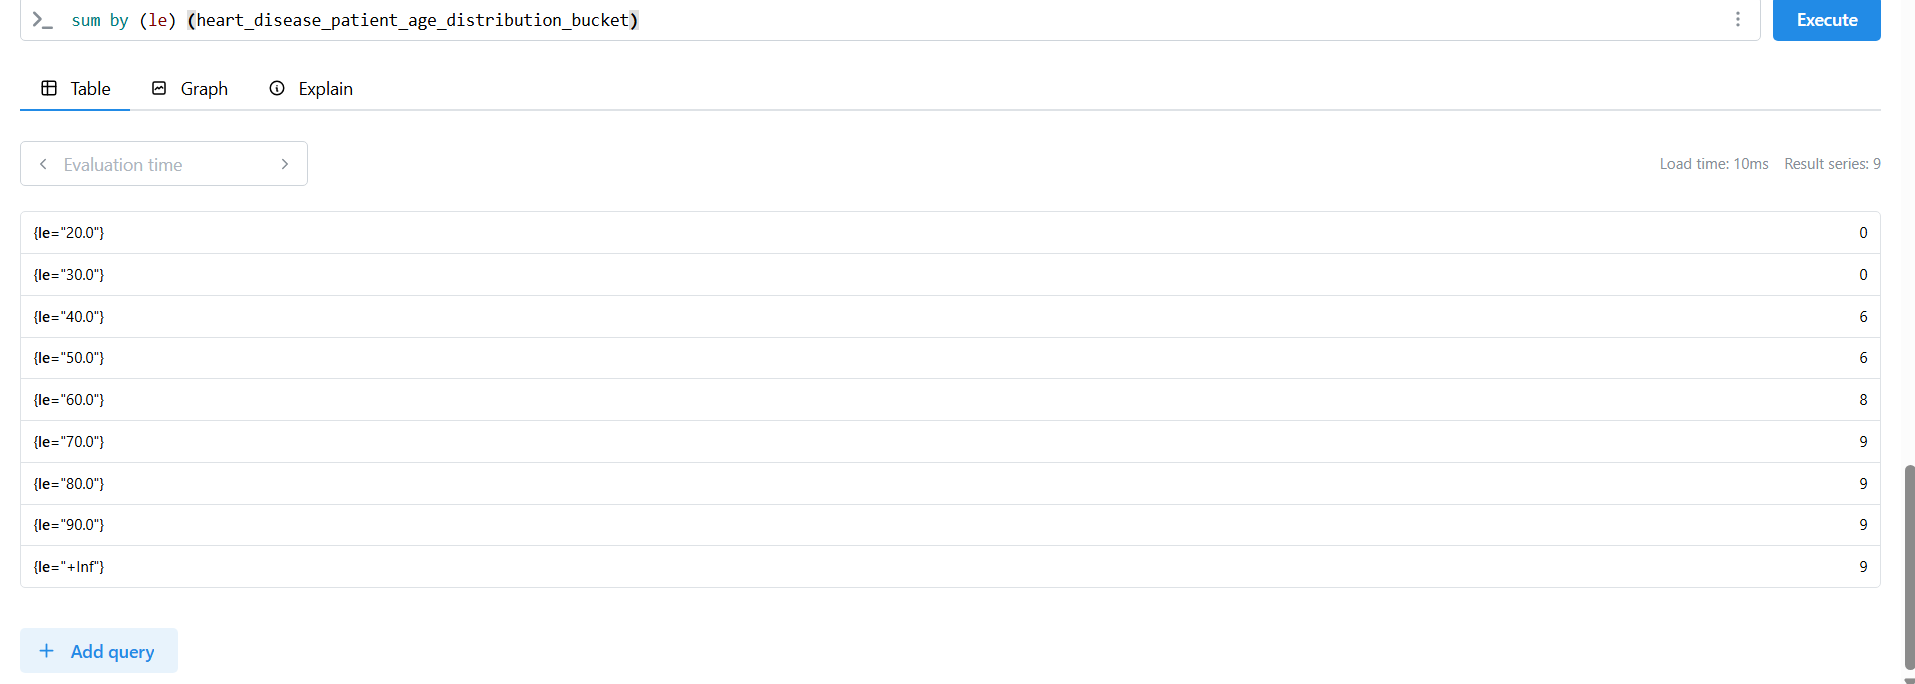 >_ sum by (le) (heart_disease_patient_age_distribution_bucket)
Execute
Table Graph Explain
Evaluation time
Load time: 10ms Result series: 9
{le="20.0"} 0
{le="30.0"} 0
{le="40.0"} 6
{le="50.0"} 6
{le="60.0"} 8
{le="70.0"} 9
{le="80.0"} 9
{le="90.0"} 9
{le="+Inf"} 9
+ Add query